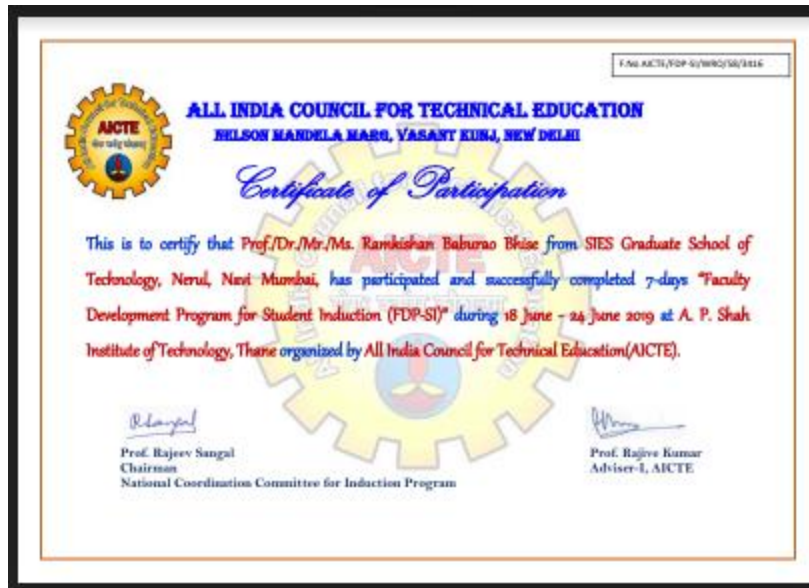 F.No.AICTE/FDP-SI/WRO/SB/3416
AICTE
ALL INDIA COUNCIL FOR TECHNICAL EDUCATION
NELSON MANDELA MARG, VASANT KUNJ, NEW DELHI
Certificate of Participation
This is to certify that Prof./Dr./Mr./Ms. Ramkishan Baburao Bhise from SIES Graduate School of
Technology, Nerul, Navi Mumbai, has participated and successfully completed 7-days "Faculty
Development Program for Student Induction (FDP-SI)" during 18 June - 24 June 2019 at A. P. Shah
Institute of Technology, Thane organized by All India Council for Technical Education(AICTE).
AICTE
Prof. Rajeev Sangal
Chairman
National Coordination Committee for Induction Program
Prof. Rajive Kumar
Adviser-I, AICTE